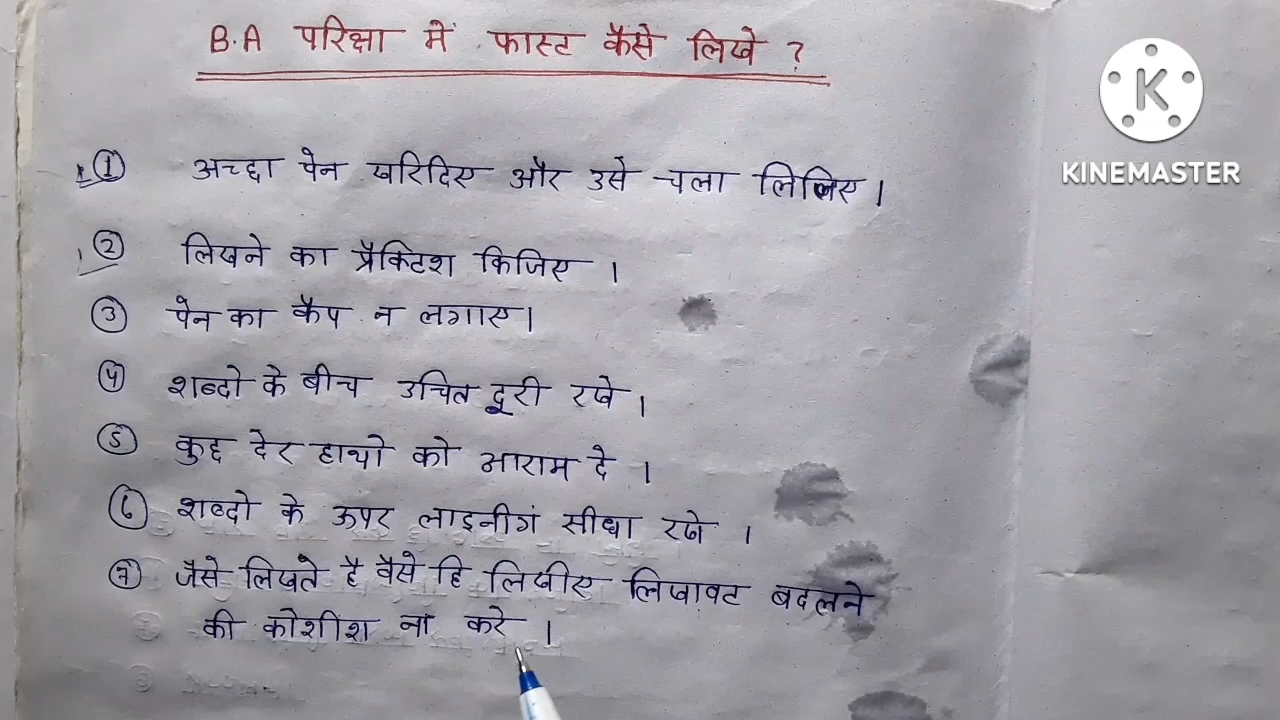 B.A परिक्षा में फास्ट कैसे लिखे ?
K
KINEMASTER
① अच्छा पेन खरिदिए और उसे चला लिजिए ।
② लिखने का प्रैक्टिश किजिए ।
③ पेन का कैप न लगाए ।
④ शब्दो के बीच उचित दूरी रखे ।
⑤ कुछ देर हाथो को आराम दे ।
⑥ शब्दो के ऊपर लाइनीगं सीधा रखे ।
⑦ जैसे लिखते है वैसे हि लिखीए लिखावट बदलने
की कोशीश ना करे ।